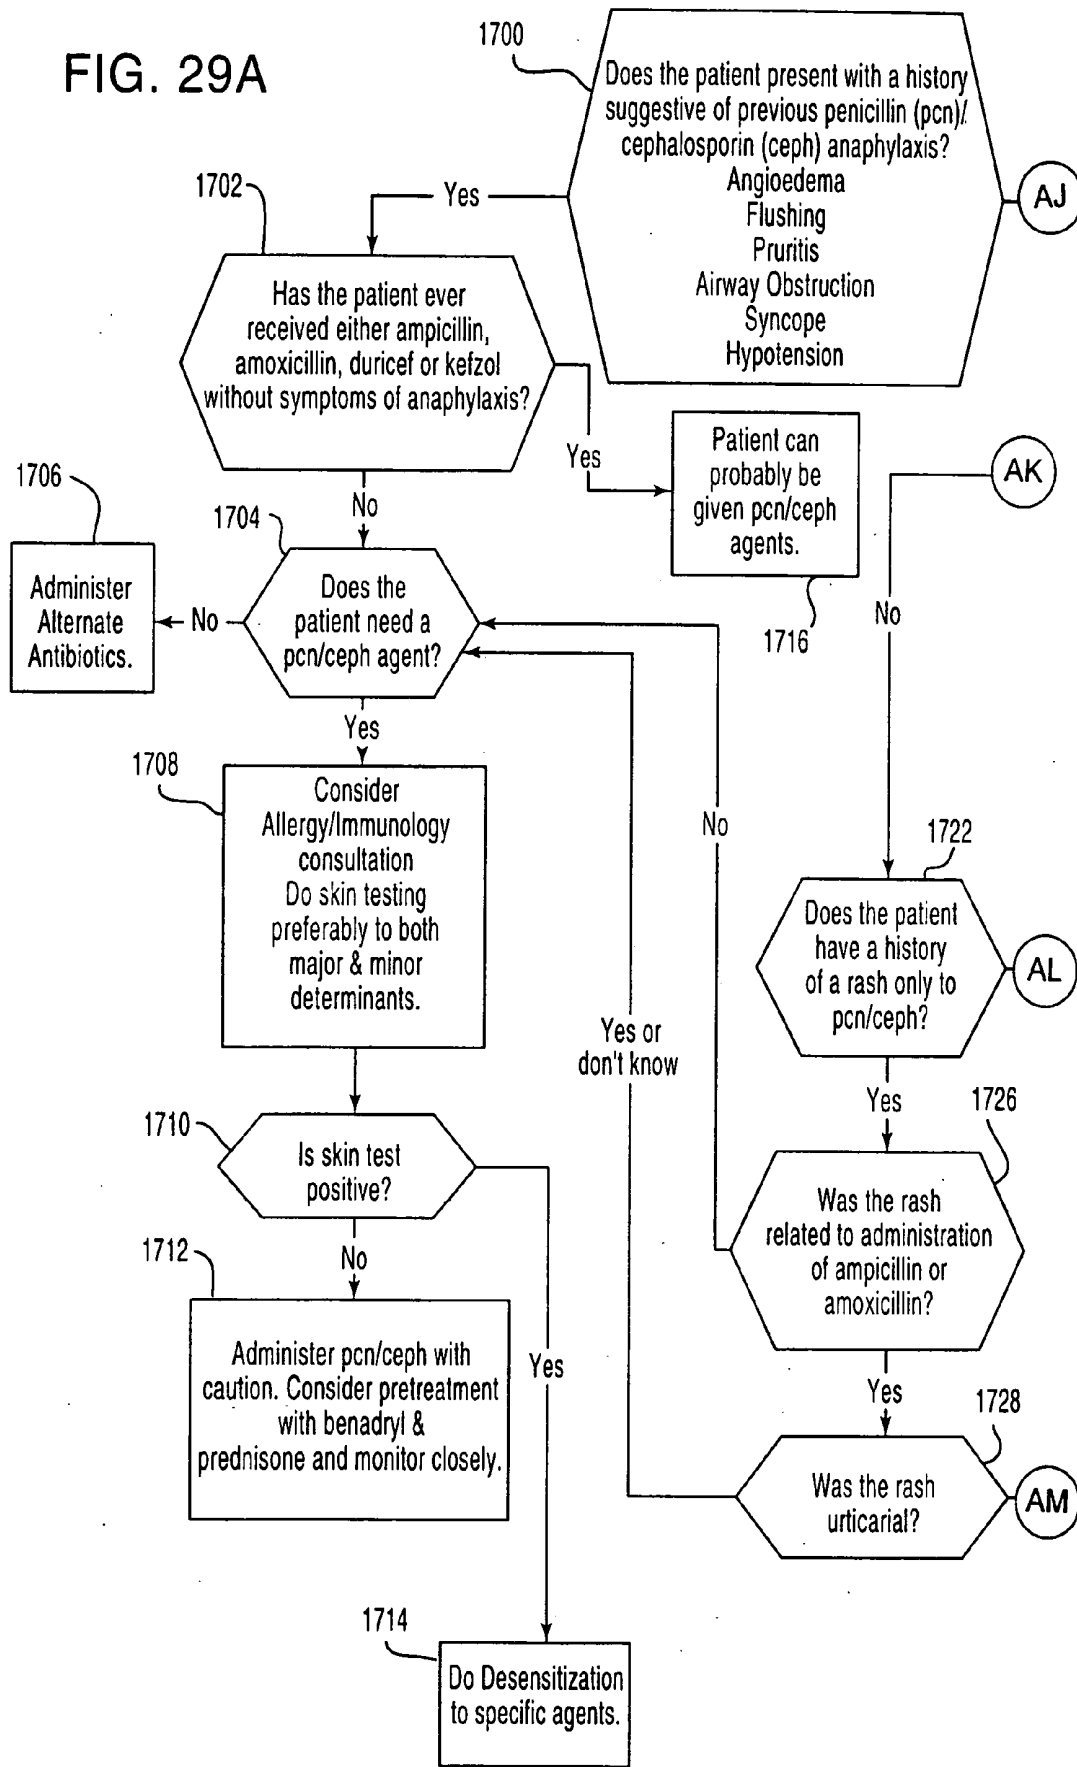 FIG. 29A
1700
Does the patient present with a history
suggestive of previous penicillin (pcn)/
cephalosporin (ceph) anaphylaxis?
Angioedema
Flushing
Pruritis
Airway Obstruction
Syncope
Hypotension
AJ
Yes
1702
Has the patient ever
received either ampicillin,
amoxicillin, duricef or kefzol
without symptoms of anaphylaxis?
Yes
Patient can
probably be
given pcn/ceph
agents.
1716
AK
No
No
1704
Does the
patient need a
pcn/ceph agent?
No
1706
Administer
Alternate
Antibiotics.
Yes
1708
Consider
Allergy/Immunology
consultation
Do skin testing
preferably to both
major & minor
determinants.
No
Yes or
don't know
1722
Does the patient
have a history
of a rash only to
pcn/ceph?
AL
Yes
1710
Is skin test
positive?
1726
Was the rash
related to administration
of ampicillin or
amoxicillin?
No
1712
Administer pcn/ceph with
caution. Consider pretreatment
with benadryl &
prednisone and monitor closely.
Yes
Yes
1728
Was the rash
urticarial?
AM
1714
Do Desensitization
to specific agents.